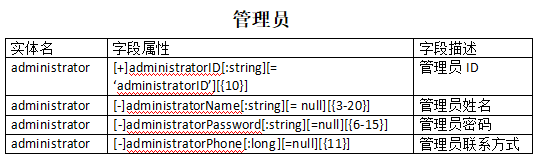 管理员
实体名 字段属性 字段描述
administrator [+]administratorID[:string][= 管理员 ID
‘administratorID’][{10}]
administrator [-]administratorName[:string][= null][{3-20}] 管理员姓名
administrator [-]administratorPassword[:string][=null][{6-15}] 管理员密码
administrator [-]administratorPhone[:long][=null][{11}] 管理员联系方式